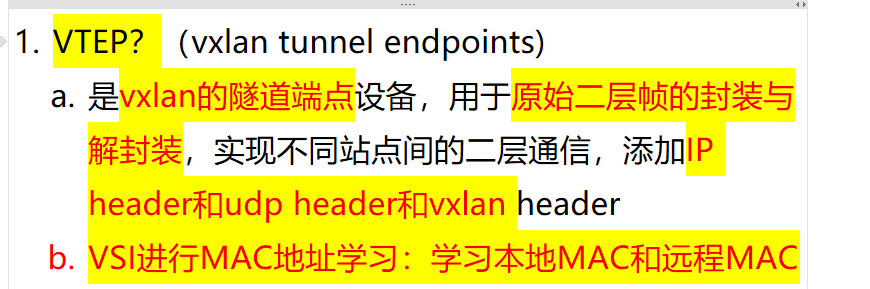 1. VTEP？（vxlan tunnel endpoints)
a. 是vxlan的隧道端点设备，用于原始二层帧的封装与
解封装，实现不同站点间的二层通信，添加IP
header和udp header和vxlan header
b. VSI进行MAC地址学习：学习本地MAC和远程MAC